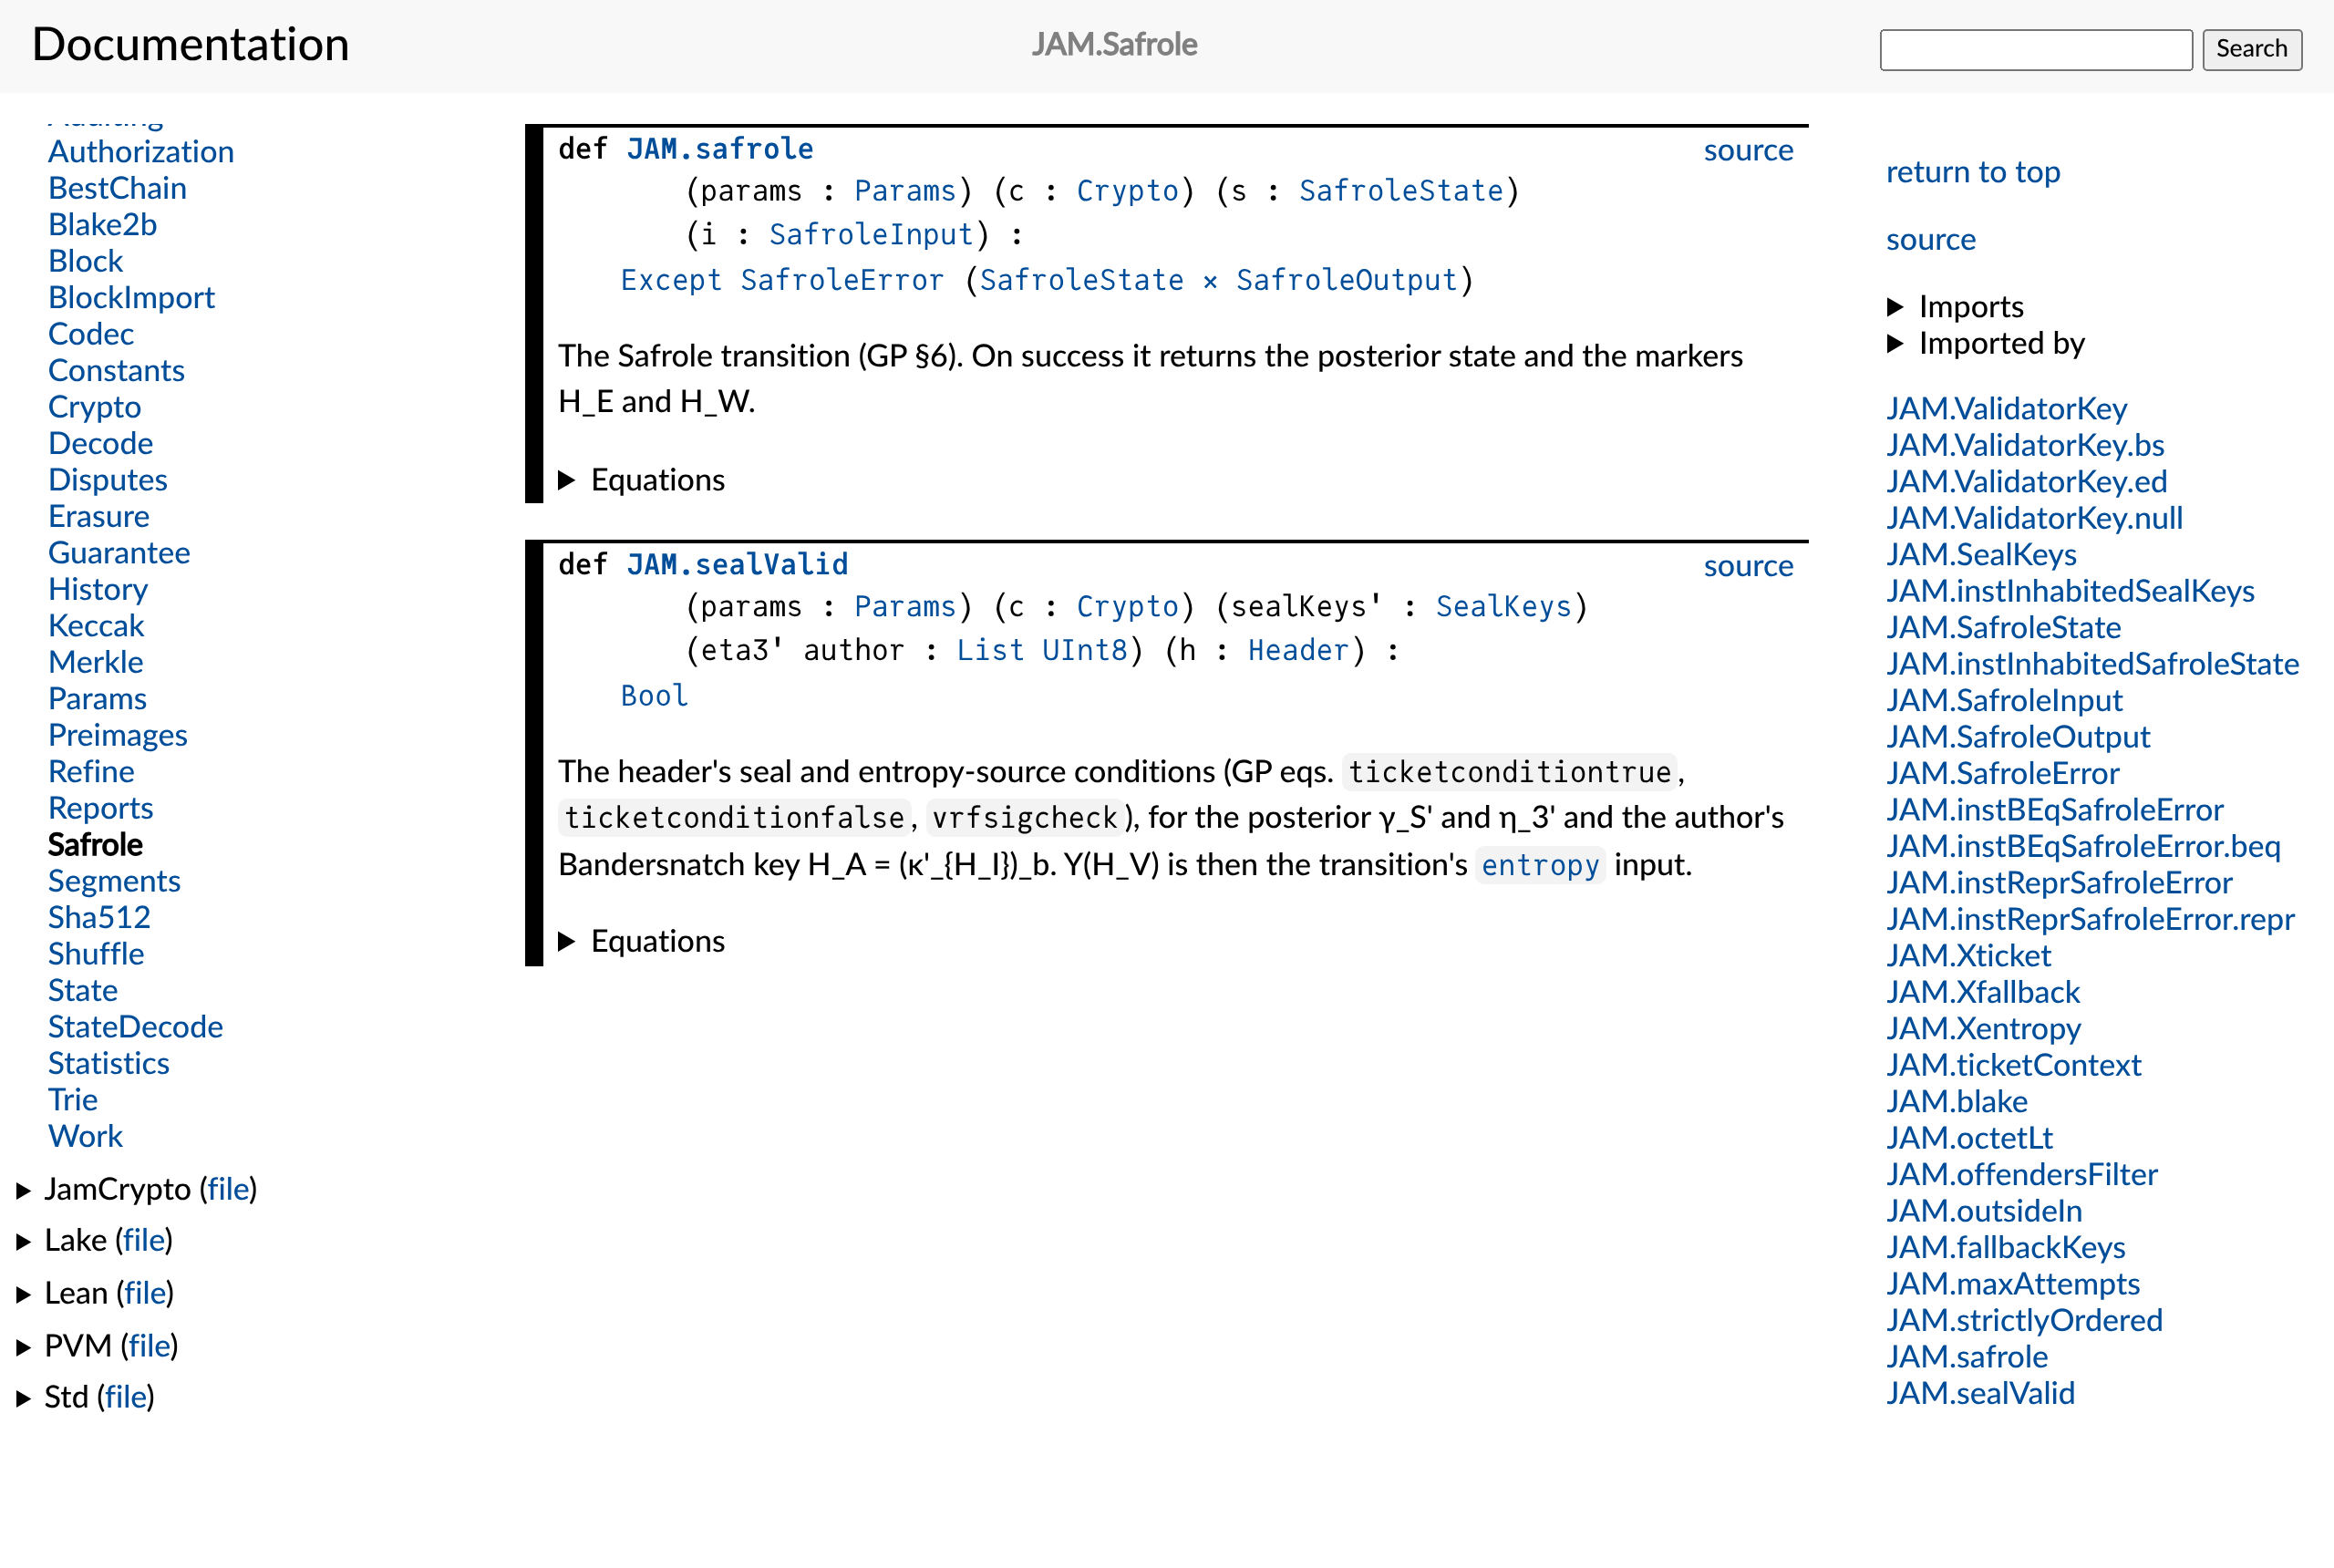 Documentation
JAM.Safrole
Search
Auditing
Authorization
BestChain
Blake2b
Block
BlockImport
Codec
Constants
Crypto
Decode
Disputes
Erasure
Guarantee
History
Keccak
Merkle
Params
Preimages
Refine
Reports
Safrole
Segments
Sha512
Shuffle
State
StateDecode
Statistics
Trie
Work
▶ JamCrypto (file)
▶ Lake (file)
▶ Lean (file)
▶ PVM (file)
▶ Std (file)
def JAM.safrole source
(params : Params) (c : Crypto) (s : SafroleState)
(i : SafroleInput) :
Except SafroleError (SafroleState × SafroleOutput)
The Safrole transition (GP §6). On success it returns the posterior state and the markers
H_E and H_W.
▶ Equations
def JAM.sealValid source
(params : Params) (c : Crypto) (sealKeys' : SealKeys)
(eta3' author : List UInt8) (h : Header) :
Bool
The header's seal and entropy-source conditions (GP eqs. ticketconditiontrue,
ticketconditionfalse, vrfsigcheck), for the posterior γ_S' and η_3' and the author's
Bandersnatch key H_A = (κ'_{H_I})_b. Y(H_V) is then the transition's entropy input.
▶ Equations
return to top
source
▶ Imports
▶ Imported by
JAM.ValidatorKey
JAM.ValidatorKey.bs
JAM.ValidatorKey.ed
JAM.ValidatorKey.null
JAM.SealKeys
JAM.instInhabitedSealKeys
JAM.SafroleState
JAM.instInhabitedSafroleState
JAM.SafroleInput
JAM.SafroleOutput
JAM.SafroleError
JAM.instBEqSafroleError
JAM.instBEqSafroleError.beq
JAM.instReprSafroleError
JAM.instReprSafroleError.repr
JAM.Xticket
JAM.Xfallback
JAM.Xentropy
JAM.ticketContext
JAM.blake
JAM.octetLt
JAM.offendersFilter
JAM.outsideIn
JAM.fallbackKeys
JAM.maxAttempts
JAM.strictlyOrdered
JAM.safrole
JAM.sealValid